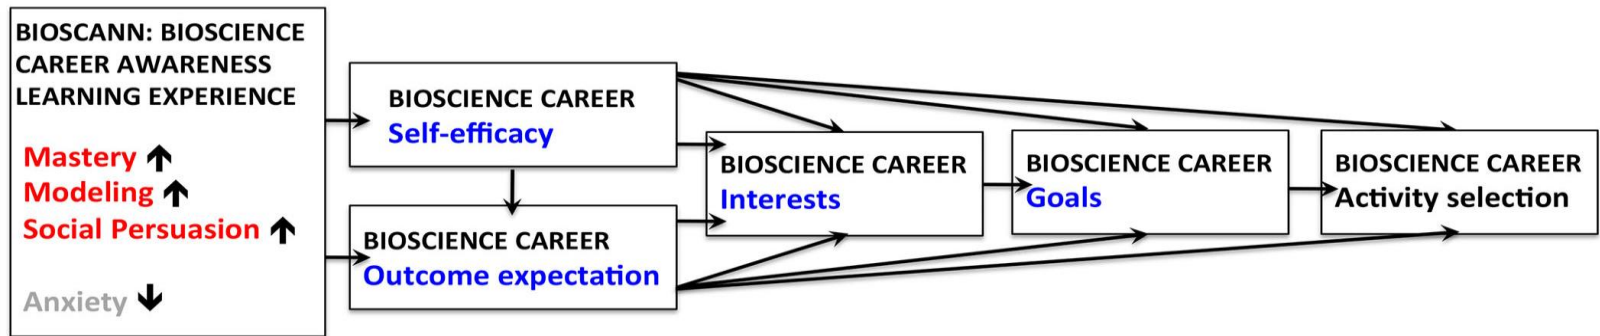 BIOSCANN: BIOSCIENCE
CAREER AWARENESS
LEARNING EXPERIENCE
Mastery
Modeling
Social Persuasion
Anxiety
BIOSCIENCE CAREER
Self-efficacy
BIOSCIENCE CAREER
Outcome expectation
BIOSCIENCE CAREER
Interests
BIOSCIENCE CAREER
Goals
BIOSCIENCE CAREER
Activity selection